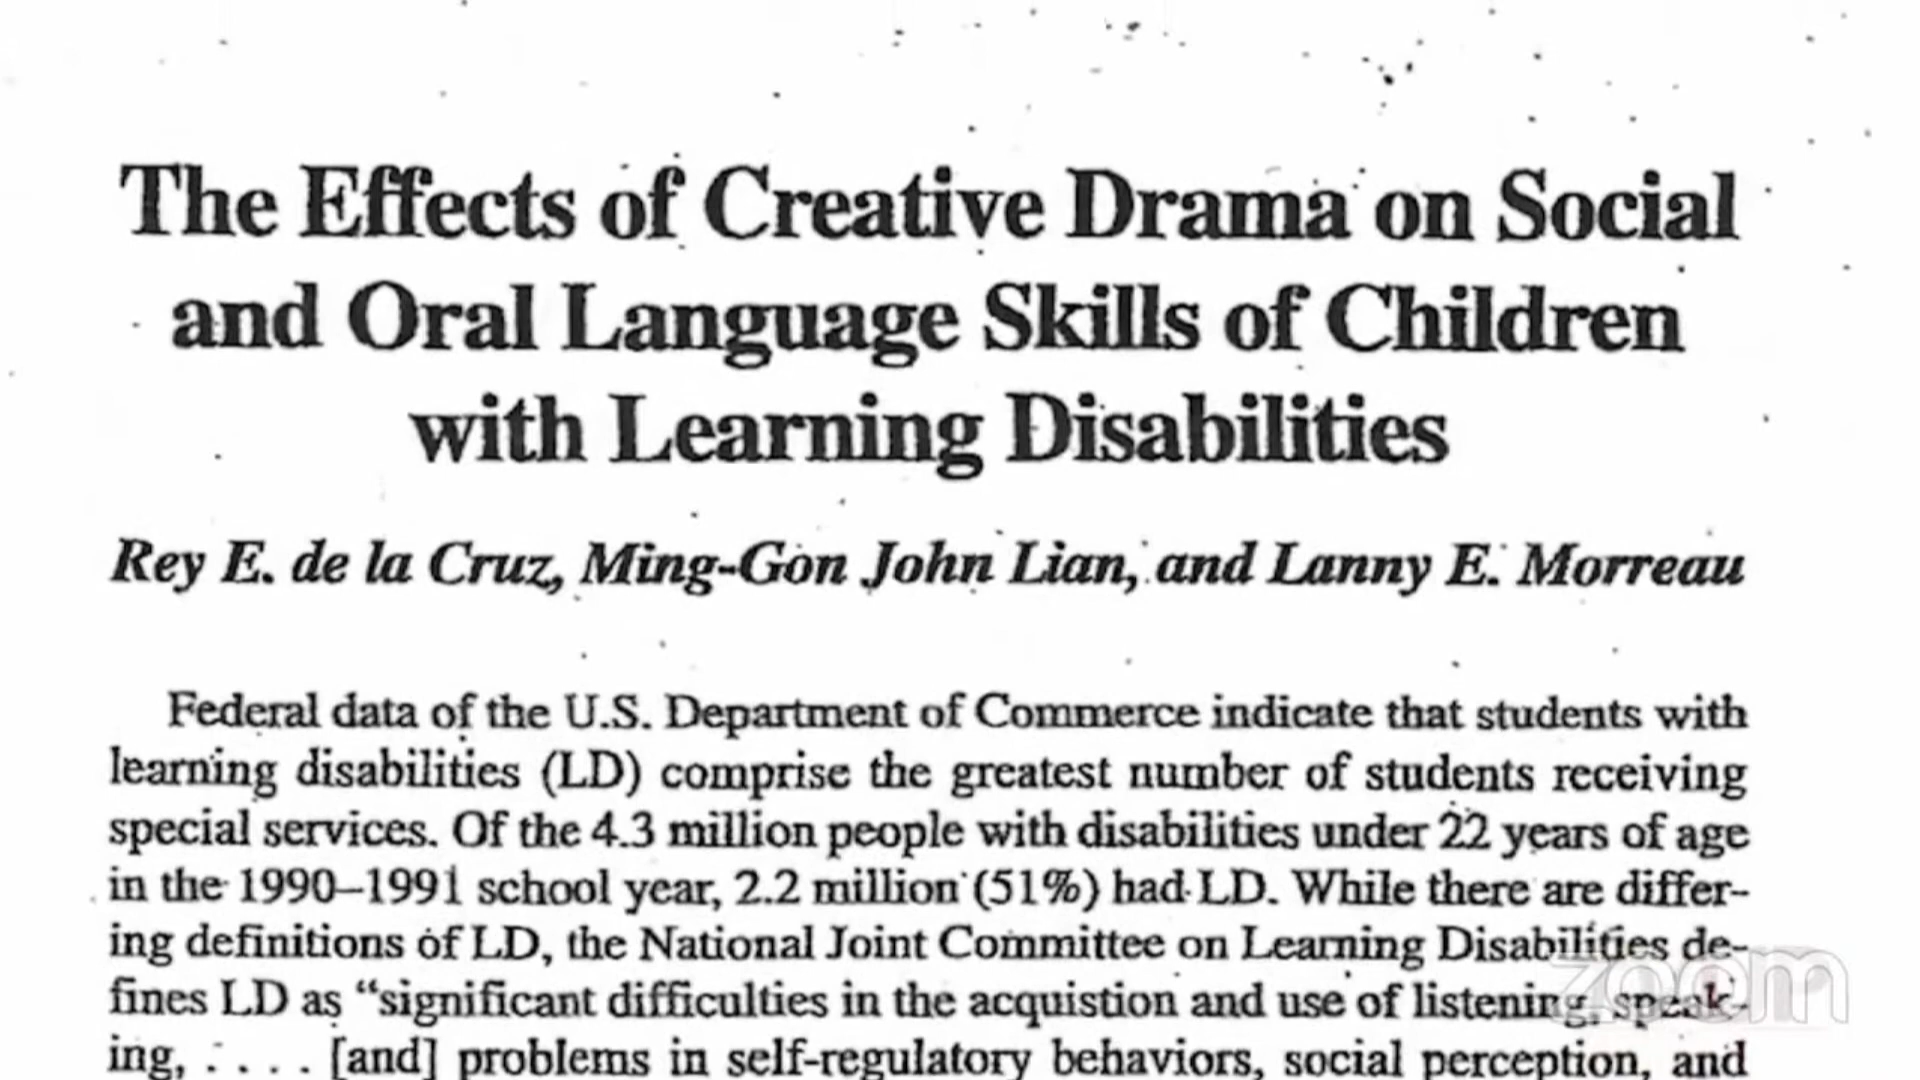 The Effects of Creative Drama on Social
and Oral Language Skills of Children
with Learning Disabilities
Rey E. de la Cruz, Ming-Gon John Lian, and Lanny E. Morreau
Federal data of the U.S. Department of Commerce indicate that students with
learning disabilities (LD) comprise the greatest number of students receiving
special services. Of the 4.3 million people with disabilities under 22 years of age
in the 1990–1991 school year, 2.2 million (51%) had LD. While there are differ-
ing definitions of LD, the National Joint Committee on Learning Disabilities de-
fines LD as “significant difficulties in the acquistion and use of listening, speak-
ing, . . . . [and] problems in self-regulatory behaviors, social perception, and
zoom